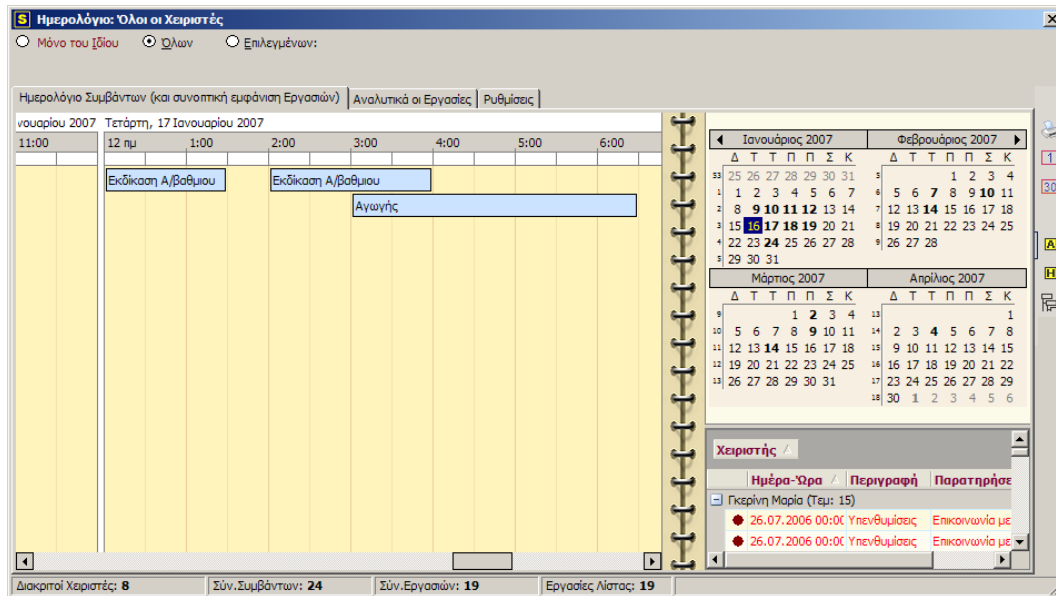 S Ημερολόγιο: Όλοι οι Χειριστές
Μόνο του Ιδίου Όλων Επιλεγμένων:
Ημερολόγιο Συμβάντων (και συνοπτική εμφάνιση Εργασιών) Αναλυτικά οι Εργασίες Ρυθμίσεις
νουαρίου 2007 Τετάρτη, 17 Ιανουαρίου 2007
11:00 12 πμ 1:00 2:00 3:00 4:00 5:00 6:00
Εκδίκαση Α/βαθμιου Εκδίκαση Α/βαθμιου
Αγωγής
Ιανουάριος 2007 Φεβρουάριος 2007
Δ Τ Τ Π Π Σ Κ Δ Τ Τ Π Π Σ Κ
53 25 26 27 28 29 30 31 5 1 2 3 4
1 1 2 3 4 5 6 7 6 5 6 7 8 9 10 11
2 8 9 10 11 12 13 14 7 12 13 14 15 16 17 18
3 15 16 17 18 19 20 21 8 19 20 21 22 23 24 25
4 22 23 24 25 26 27 28 9 26 27 28
5 29 30 31
Μάρτιος 2007 Απρίλιος 2007
Δ Τ Τ Π Π Σ Κ Δ Τ Τ Π Π Σ Κ
9 1 2 3 4 13 1
10 5 6 7 8 9 10 11 14 2 3 4 5 6 7 8
11 12 13 14 15 16 17 18 15 9 10 11 12 13 14 15
12 19 20 21 22 23 24 25 16 16 17 18 19 20 21 22
13 26 27 28 29 30 31 17 23 24 25 26 27 28 29
18 30 1 2 3 4 5 6
1
30
A
H
Χειριστής
Ημέρα-Ώρα Περιγραφή Παρατηρήσε
Γκερίνη Μαρία (Τεμ: 15)
26.07.2006 00:00 Υπενθυμίσεις Επικοινωνία με
26.07.2006 00:00 Υπενθυμίσεις Επικοινωνία με
Διακριτοί Χειριστές: 8 Σύν.Συμβάντων: 24 Σύν.Εργασιών: 19 Εργασίες Λίστας: 19